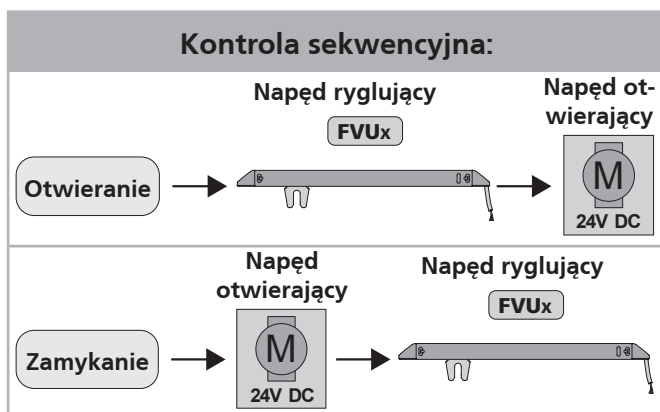 Kontrola sekwencyjna:
Napęd ryglujący
FVUx
Napęd ot-
wierający
Otwieranie
M
24V DC
Napęd
otwierający
Napęd ryglujący
FVUx
Zamykanie
M
24V DC